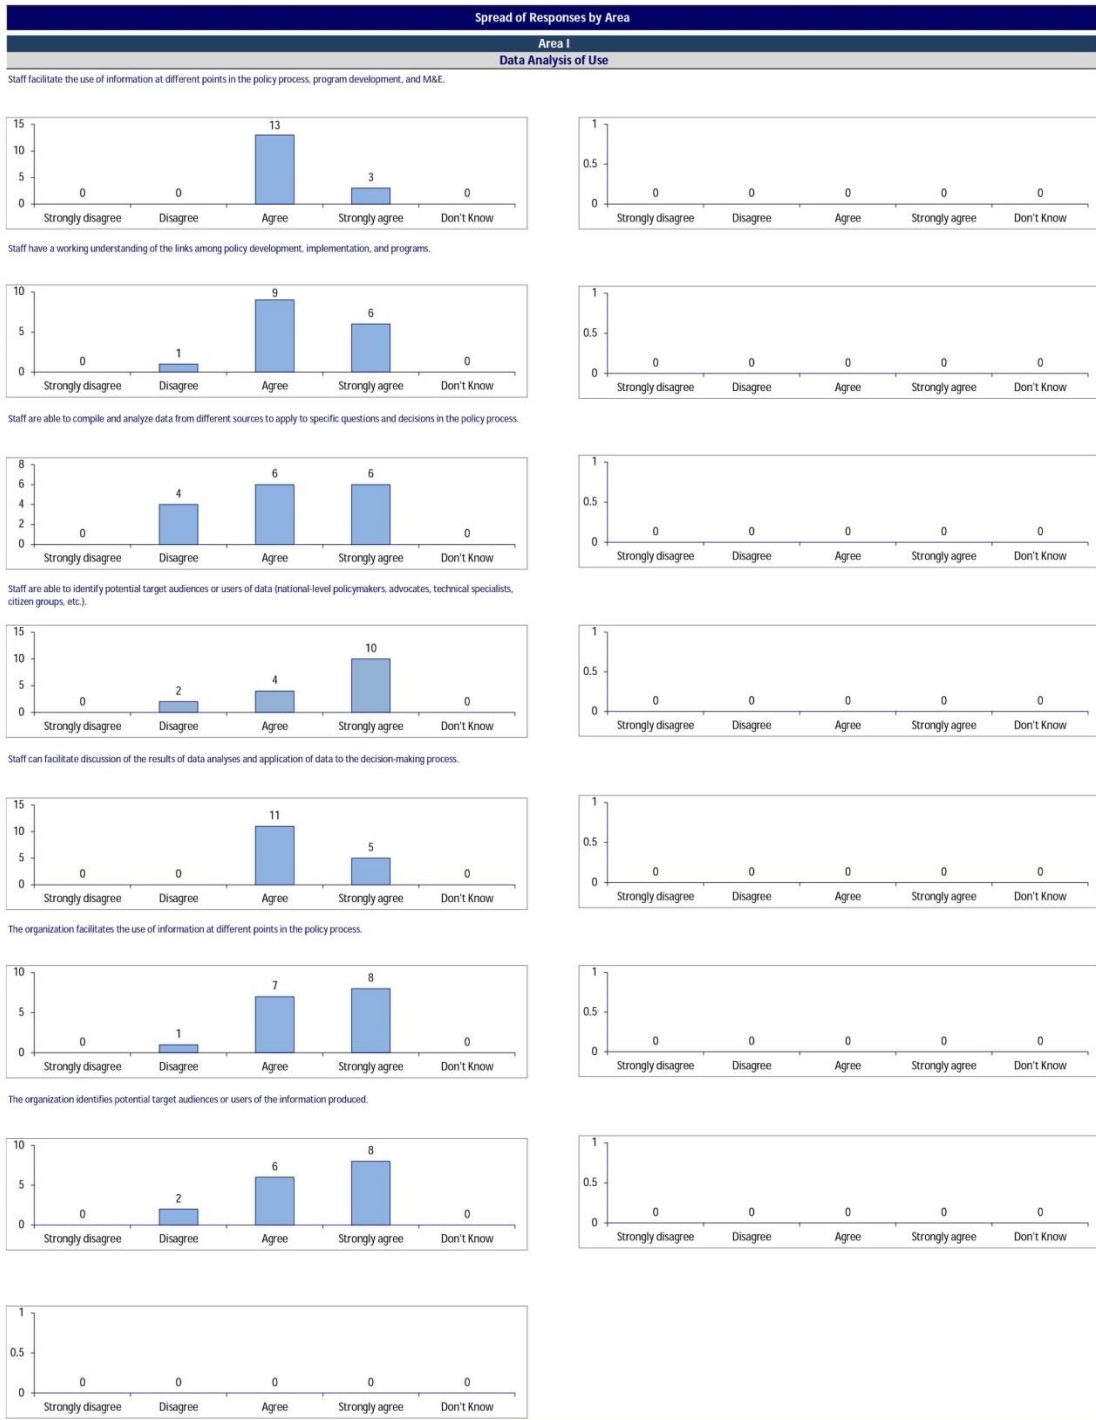 Spread of Responses by Area
Area I
Data Analysis of Use
Staff facilitate the use of information at different points in the policy process, program development, and M&E.
15
10
5
0
0 0 13 3 0
Strongly disagree Disagree Agree Strongly agree Don't Know
1
0.5
0
0 0 0 0 0
Strongly disagree Disagree Agree Strongly agree Don't Know
Staff have a working understanding of the links among policy development, implementation, and programs.
10
5
0
0 1 9 6 0
Strongly disagree Disagree Agree Strongly agree Don't Know
1
0.5
0
0 0 0 0 0
Strongly disagree Disagree Agree Strongly agree Don't Know
Staff are able to compile and analyze data from different sources to apply to specific questions and decisions in the policy process.
8
6
4
2
0
0 4 6 6 0
Strongly disagree Disagree Agree Strongly agree Don't Know
1
0.5
0
0 0 0 0 0
Strongly disagree Disagree Agree Strongly agree Don't Know
Staff are able to identify potential target audiences or users of data (national-level policymakers, advocates, technical specialists,
citizen groups, etc.).
15
10
5
0
0 2 4 10 0
Strongly disagree Disagree Agree Strongly agree Don't Know
1
0.5
0
0 0 0 0 0
Strongly disagree Disagree Agree Strongly agree Don't Know
Staff can facilitate discussion of the results of data analyses and application of data to the decision-making process.
15
10
5
0
0 0 11 5 0
Strongly disagree Disagree Agree Strongly agree Don't Know
1
0.5
0
0 0 0 0 0
Strongly disagree Disagree Agree Strongly agree Don't Know
The organization facilitates the use of information at different points in the policy process.
10
5
0
0 1 7 8 0
Strongly disagree Disagree Agree Strongly agree Don't Know
1
0.5
0
0 0 0 0 0
Strongly disagree Disagree Agree Strongly agree Don't Know
The organization identifies potential target audiences or users of the information produced.
10
5
0
0 2 6 8 0
Strongly disagree Disagree Agree Strongly agree Don't Know
1
0.5
0
0 0 0 0 0
Strongly disagree Disagree Agree Strongly agree Don't Know
1
0.5
0
0 0 0 0 0
Strongly disagree Disagree Agree Strongly agree Don't Know